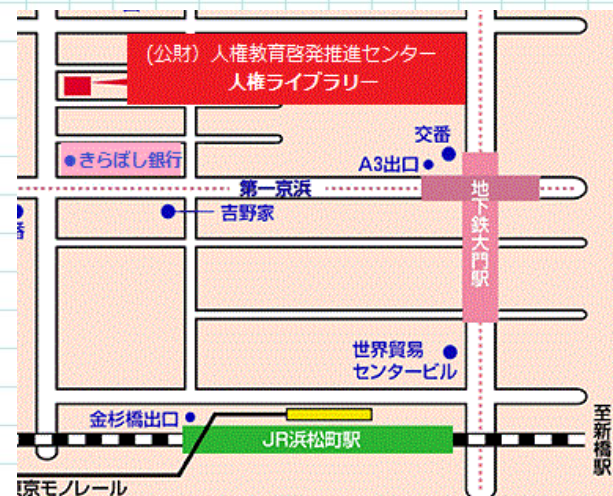 (公財) 人権教育啓発推進センター
人権ライブラリー
交番
A3出口
きらぼし銀行
第一京浜
地下鉄大門駅
吉野家
番
世界貿易
センタービル
金杉橋出口
JR浜松町駅
至新橋駅
東京モノレール